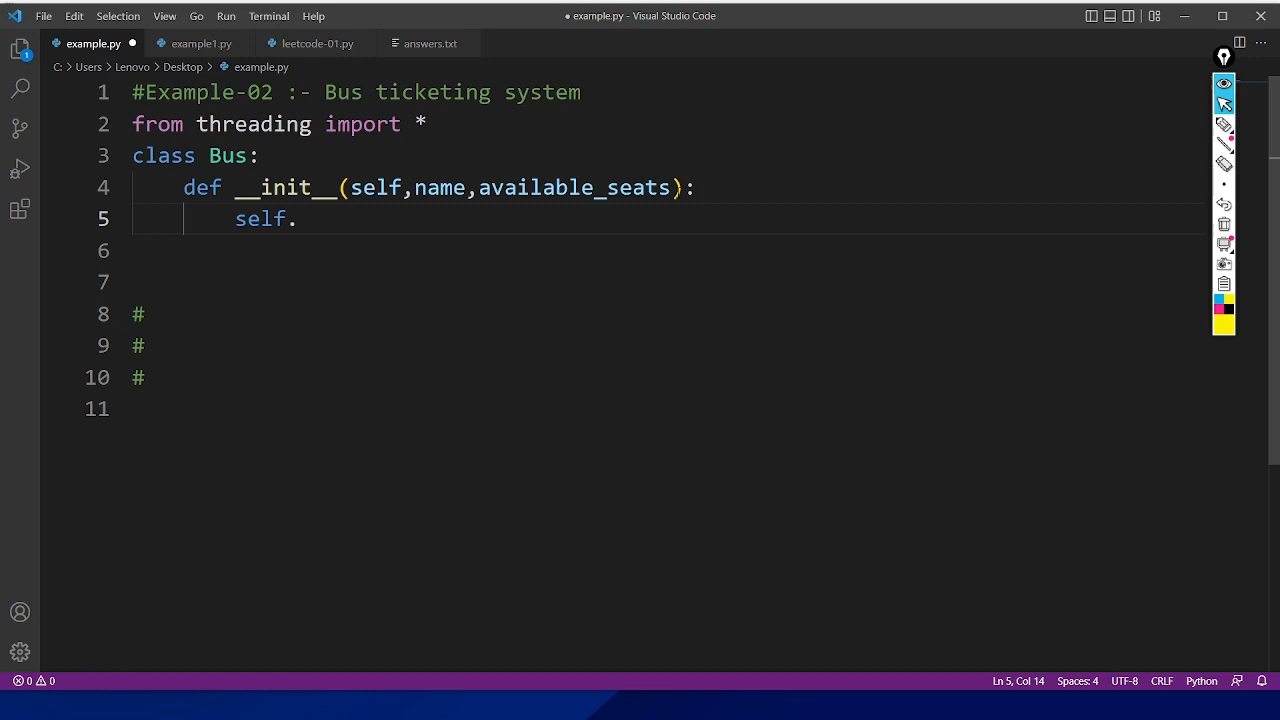 File Edit Selection View Go Run Terminal Help
● example.py - Visual Studio Code
example.py ● example1.py leetcode-01.py answers.txt
C: > Users > Lenovo > Desktop > example.py
1 #Example-02 :- Bus ticketing system
2 from threading import *
3 class Bus:
4 def __init__(self,name,available_seats):
5 self.
6
7
8 #
9 #
10 #
11
1
0 0 Ln 5, Col 14 Spaces: 4 UTF-8 CRLF Python